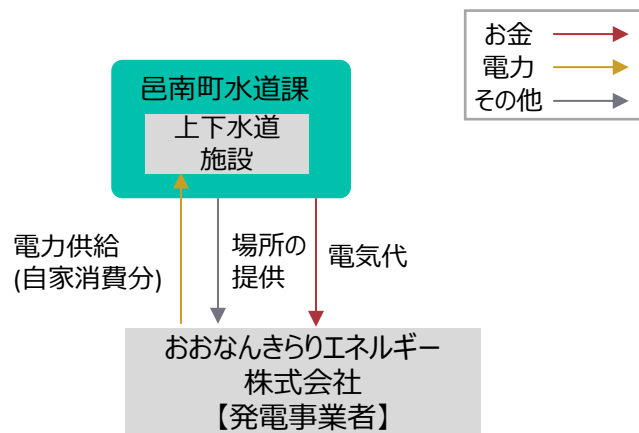 お金
電力
その他
邑南町水道課
上下水道
施設
電力供給
(自家消費分)
場所の
提供
電気代
おおなんきらりエネルギー
株式会社
【発電事業者】